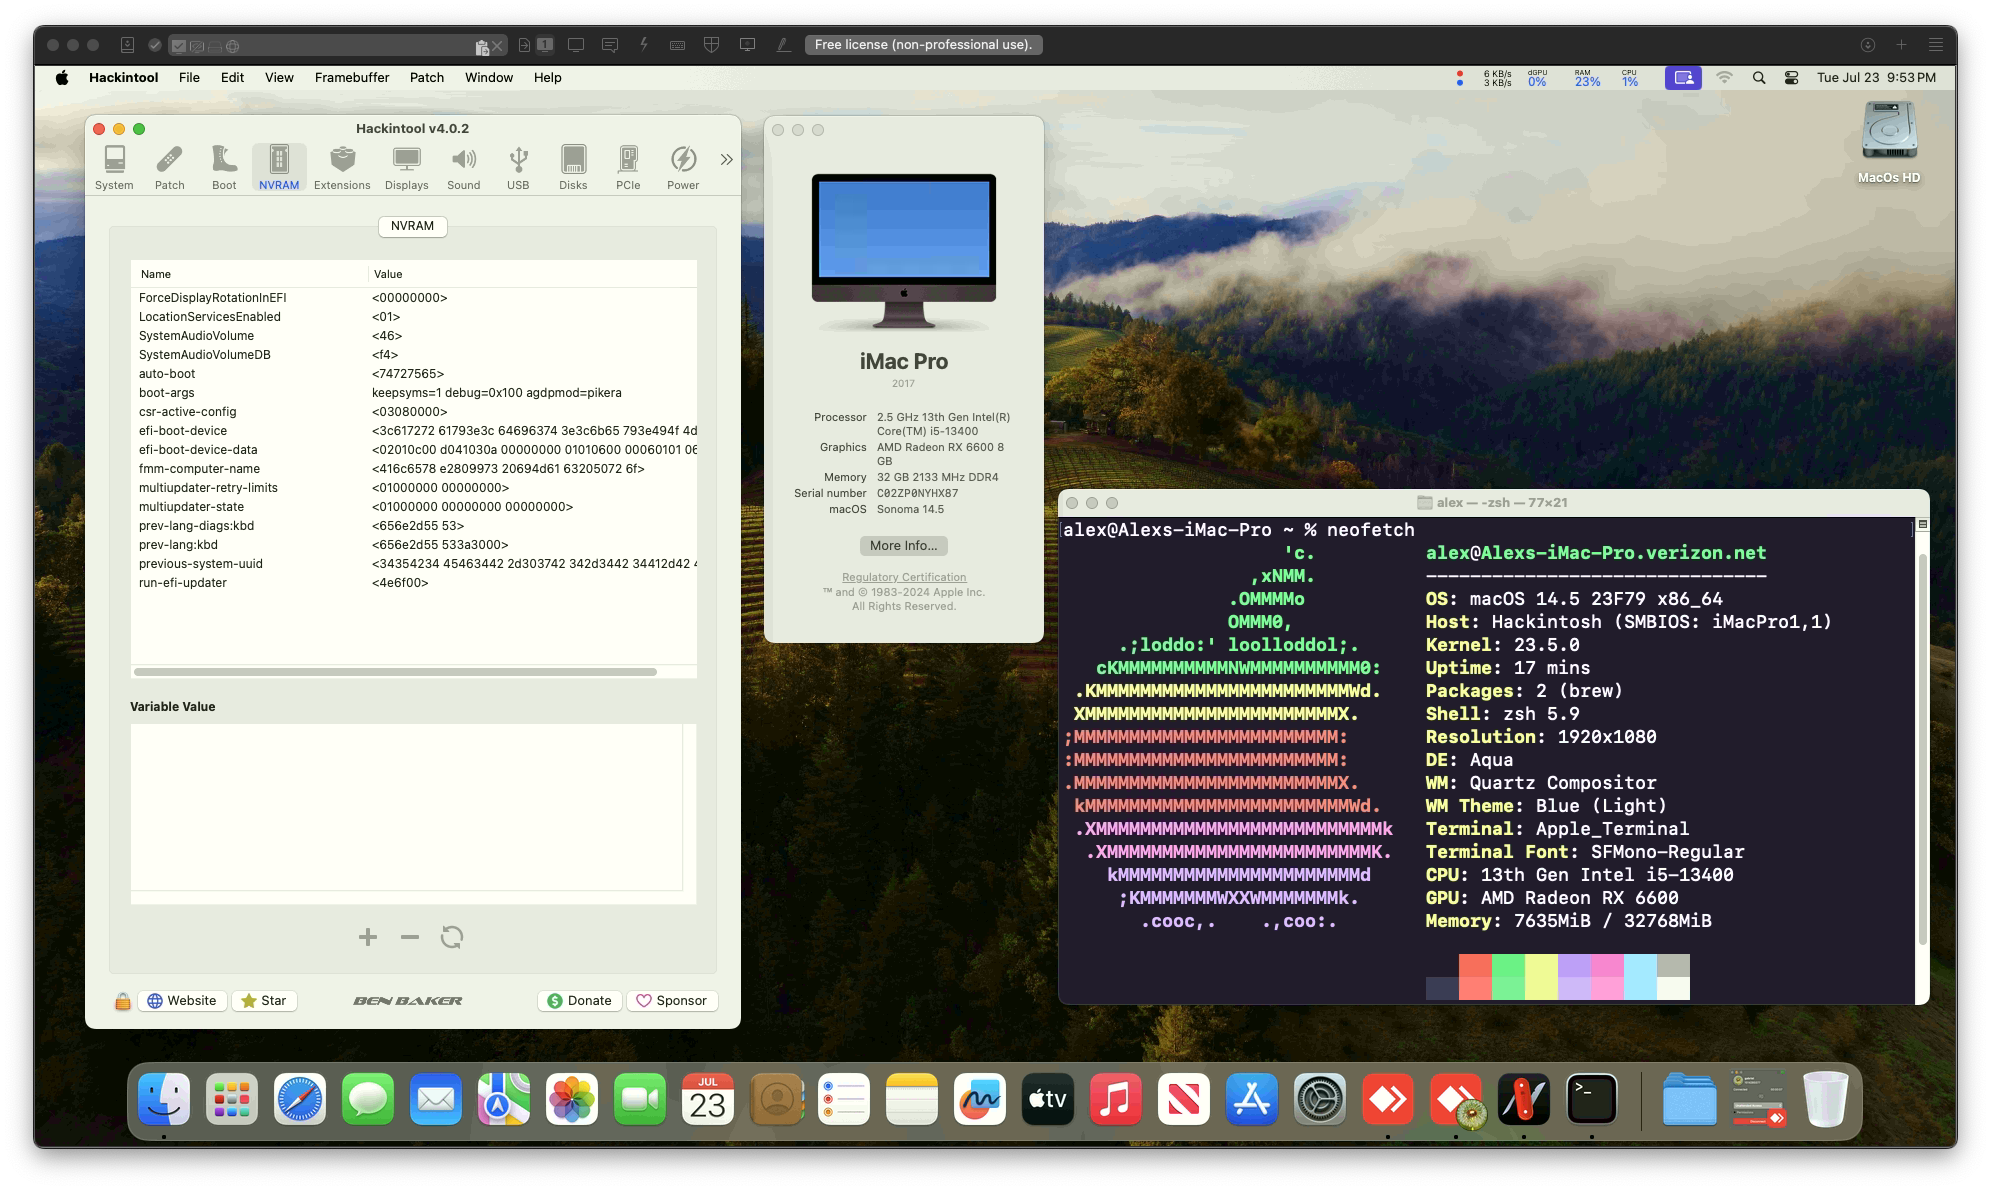 1
Free license (non-professional use).
Hackintool File Edit View Framebuffer Patch Window Help
6 KB/s
3 KB/s
dGPU
0%
RAM
23%
CPU
1%
Tue Jul 23 9:53 PM
MacOs HD
Hackintool v4.0.2
System Patch Boot NVRAM Extensions Displays Sound USB Disks PCIe Power
NVRAM
Name Value
ForceDisplayRotationInEFI <00000000>
LocationServicesEnabled <01>
SystemAudioVolume <46>
SystemAudioVolumeDB <f4>
auto-boot <74727565>
boot-args keepsyms=1 debug=0x100 agdpmod=pikera
csr-active-config <03080000>
efi-boot-device <3c617272 61793e3c 64696374 3e3c6b65 793e494f 4d
efi-boot-device-data <02010c00 d041030a 00000000 01010600 00060101 06
fmm-computer-name <416c6578 e2809973 20694d61 63205072 6f>
multiupdater-retry-limits <01000000 00000000>
multiupdater-state <01000000 00000000 00000000>
prev-lang-diags:kbd <656e2d55 53>
prev-lang:kbd <656e2d55 533a3000>
previous-system-uuid <34354234 45463442 2d303742 342d3442 34412d42 4
run-efi-updater <4e6f00>
Variable Value
Website Star BEN BAKER Donate Sponsor
iMac Pro
2017
Processor 2.5 GHz 13th Gen Intel(R)
Core(TM) i5-13400
Graphics AMD Radeon RX 6600 8
GB
Memory 32 GB 2133 MHz DDR4
Serial number C02ZP0NYHX87
macOS Sonoma 14.5
More Info...
Regulatory Certification
™ and © 1983-2024 Apple Inc.
All Rights Reserved.
alex — -zsh — 77×21
alex@Alexs-iMac-Pro ~ % neofetch
'c. alex@Alexs-iMac-Pro.verizon.net
,xNMM. -------------------------------
.OMMMMo OS: macOS 14.5 23F79 x86_64
OMMM0, Host: Hackintosh (SMBIOS: iMacPro1,1)
.;loddo:' loolloddol;. Kernel: 23.5.0
cKMMMMMMMMMMNWMMMMMMMMMM0: Uptime: 17 mins
.KMMMMMMMMMMMMMMMMMMMMMMMWd. Packages: 2 (brew)
XMMMMMMMMMMMMMMMMMMMMMMMX. Shell: zsh 5.9
;MMMMMMMMMMMMMMMMMMMMMMMM: Resolution: 1920x1080
:MMMMMMMMMMMMMMMMMMMMMMMM: DE: Aqua
.MMMMMMMMMMMMMMMMMMMMMMMMX. WM: Quartz Compositor
kMMMMMMMMMMMMMMMMMMMMMMMMWd. WM Theme: Blue (Light)
.XMMMMMMMMMMMMMMMMMMMMMMMMMMk Terminal: Apple_Terminal
.XMMMMMMMMMMMMMMMMMMMMMMMMK. Terminal Font: SFMono-Regular
kMMMMMMMMMMMMMMMMMMMMMMd CPU: 13th Gen Intel i5-13400
;KMMMMMMMWXXWMMMMMMMk. GPU: AMD Radeon RX 6600
.cooc,. .,coo:. Memory: 7635MiB / 32768MiB
JUL
23
tv
>_